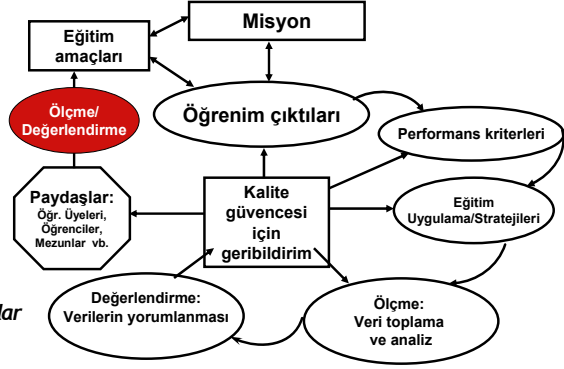 Misyon
Eğitim
amaçları
Ölçme/
Değerlendirme
Öğrenim çıktıları
Performans kriterleri
Paydaşlar:
Öğr. Üyeleri,
Öğrenciler,
Mezunlar vb.
Kalite
güvencesi
için
geribildirim
Eğitim
Uygulama/Stratejileri
Değerlendirme:
Verilerin yorumlanması
Ölçme:
Veri toplama
ve analiz
lar